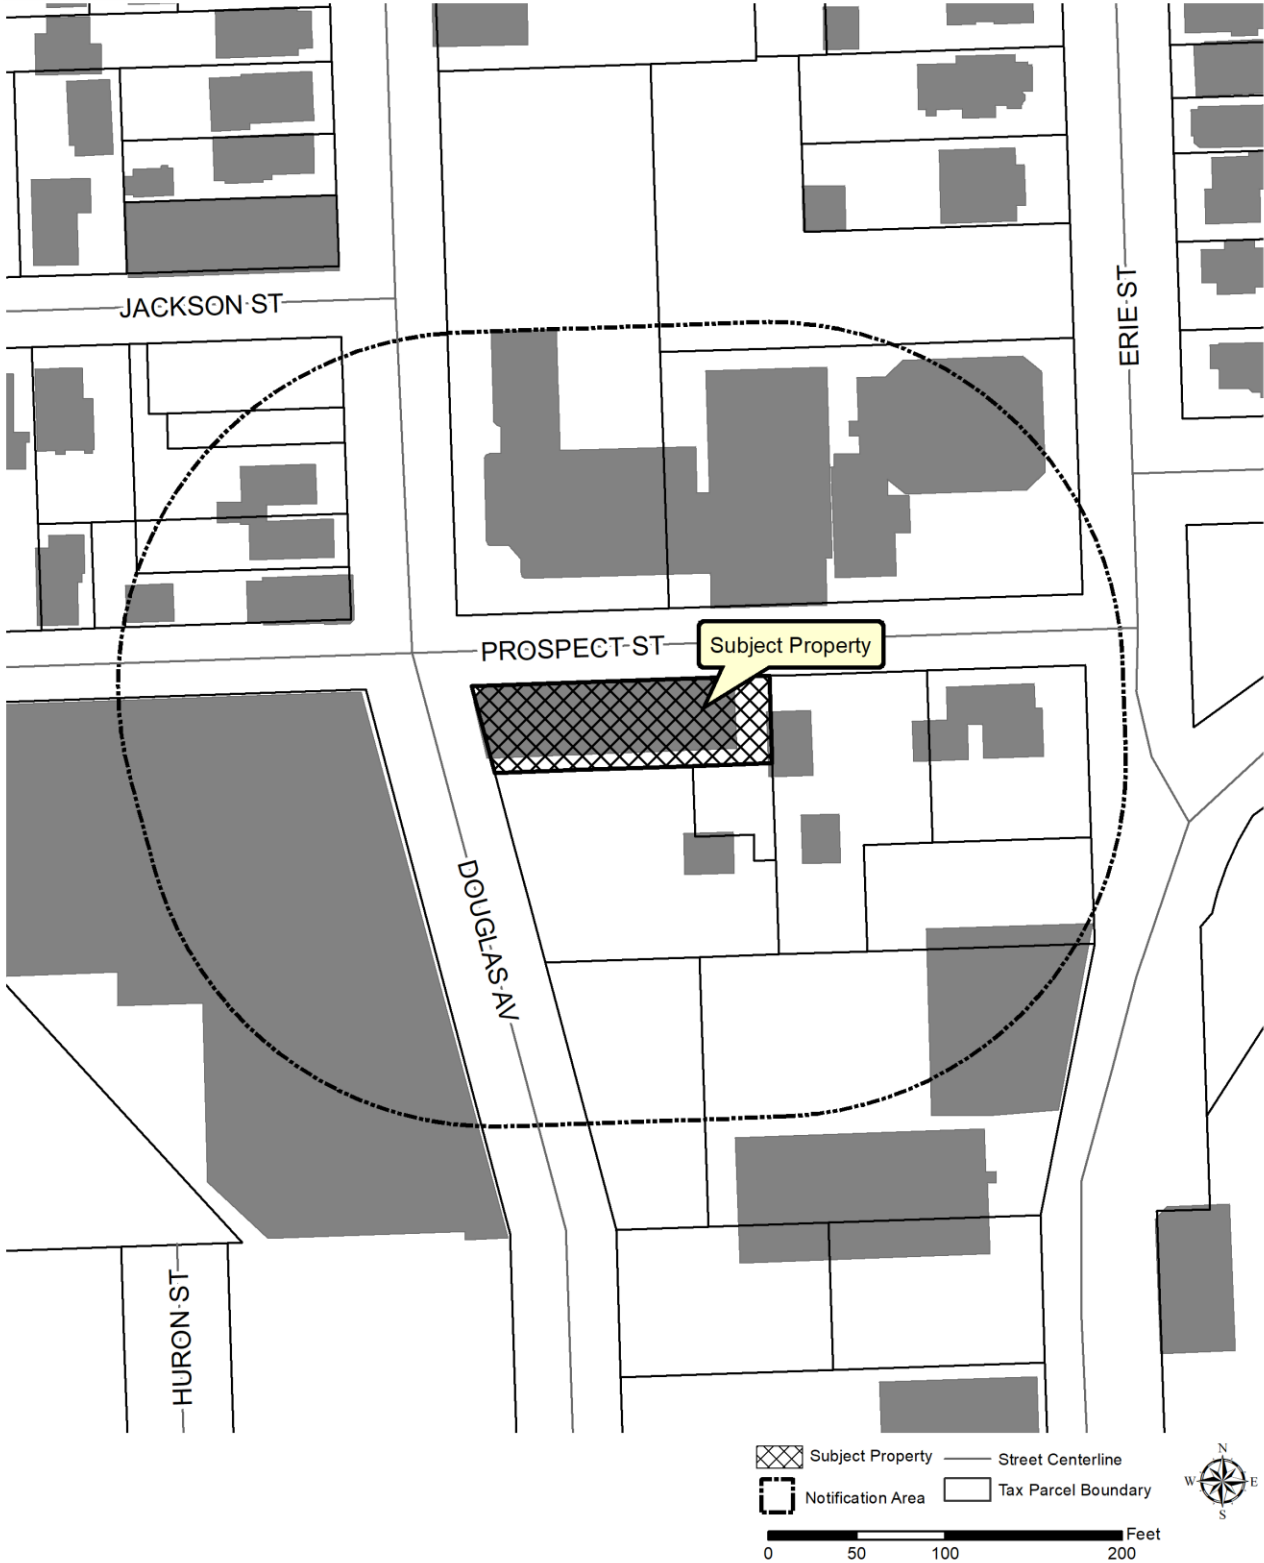 JACKSON ST
ERIE ST
PROSPECT ST
Subject Property
DOUGLAS AV
HURON ST
Subject Property
Street Centerline
Notification Area
Tax Parcel Boundary
N
W
E
S
Feet
0 50 100 200